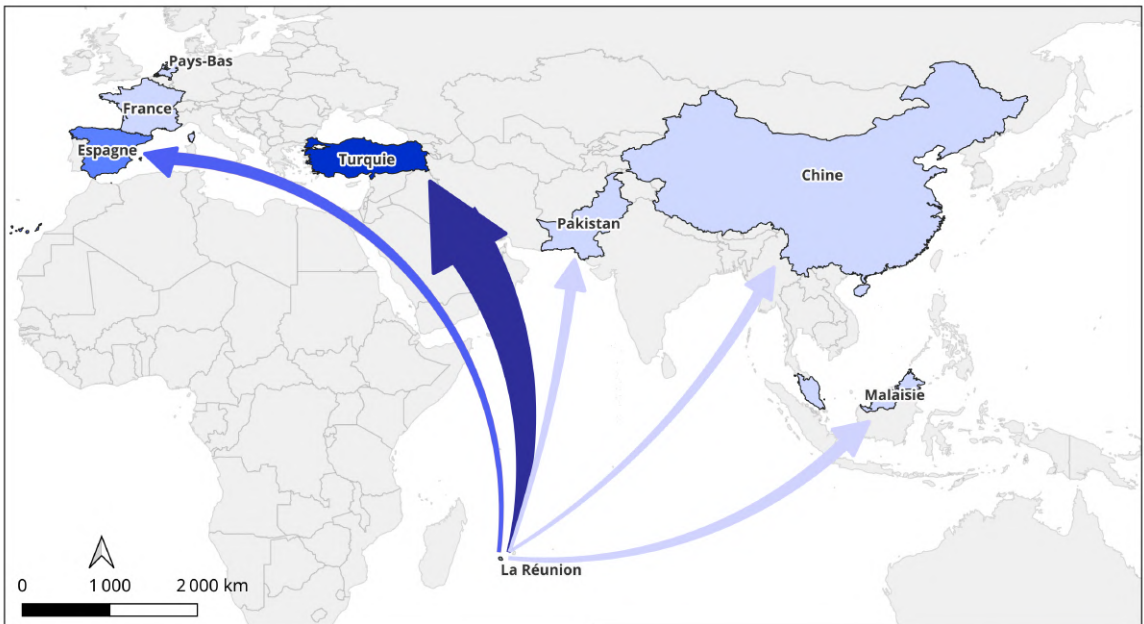 Pays-Bas
France
Espagne
Turquie
Chine
Pakistan
Malaisie
La Réunion
0 1 000 2 000 km